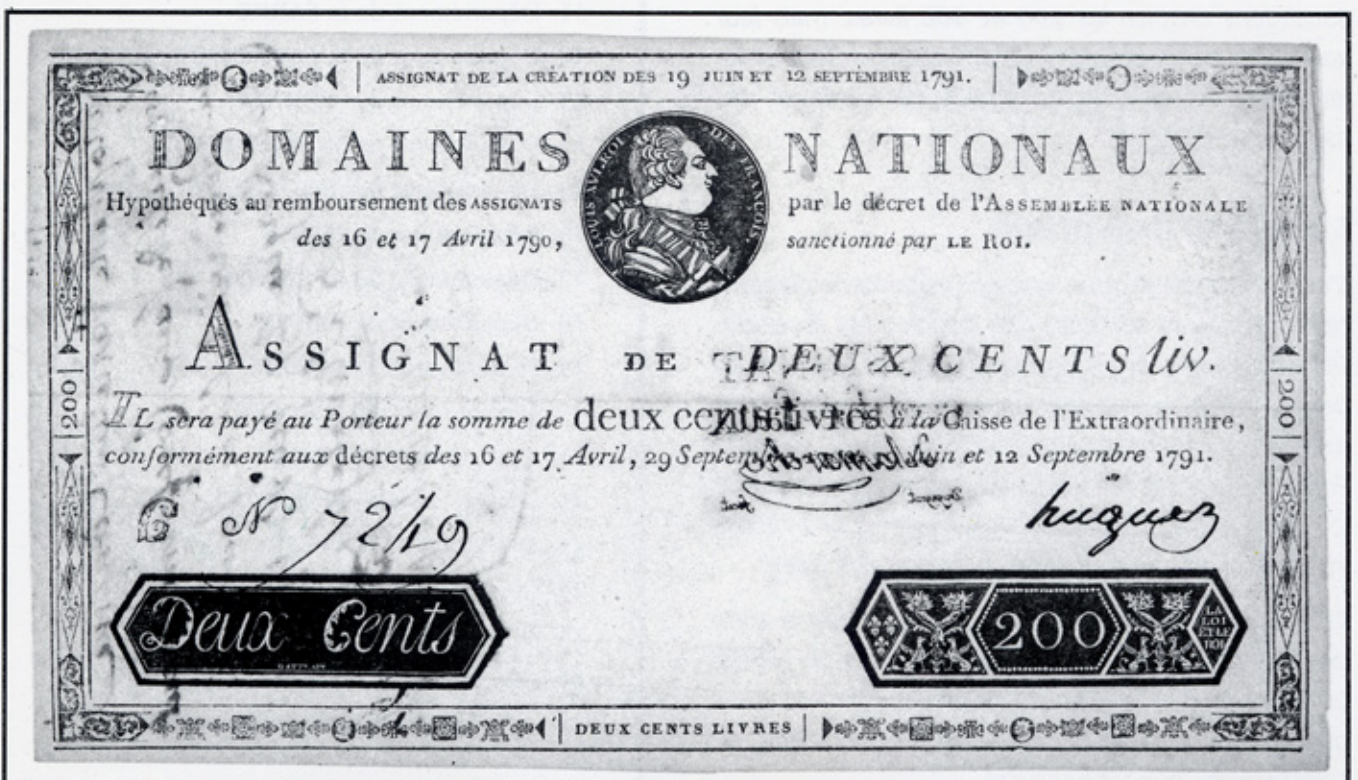 ASSIGNAT DE LA CRÉATION DES 19 JUIN ET 12 SEPTEMBRE 1791.
DOMAINES NATIONAUX
Hypothéqués au remboursement des ASSIGNATS par le décret de l'ASSEMBLÉE NATIONALE
des 16 et 17 Avril 1790, sanctionné par LE ROI.
LOUIS XVI ROI DES FRANÇOIS
ASSIGNAT DE DEUX CENTS liv.
IL sera payé au Porteur la somme de deux cents livres à la Caisse de l'Extraordinaire,
conformément aux décrets des 16 et 17 Avril, 29 Septembre Juin et 12 Septembre 1791.
N 72/19
huguez
Deux Cents
200
LA
LOI
ET LE
ROI
200
200
DEUX CENTS LIVRES